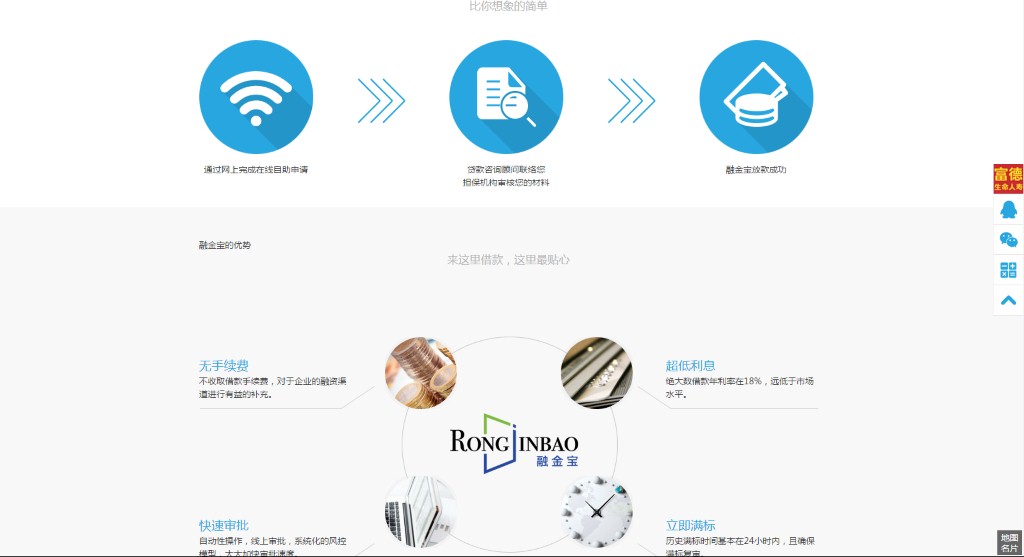 比你想象的简单
通过网上完成在线自助申请
贷款咨询顾问联络您
担保机构审核您的材料
融金宝放款成功
富德
生命人寿
融金宝的优势
来这里借款，这里最贴心
无手续费
不收取借款手续费，对于企业的融资渠
道进行有益的补充。
超低利息
绝大数借款年利率在18%，远低于市场
水平。
RONGJINBAO
融金宝
快速审批
自动性操作，线上审批，系统化的风控
模型，大大加快审批速度。
立即满标
历史满标时间基本在24小时内，且确保
满标复审。
地图
名片